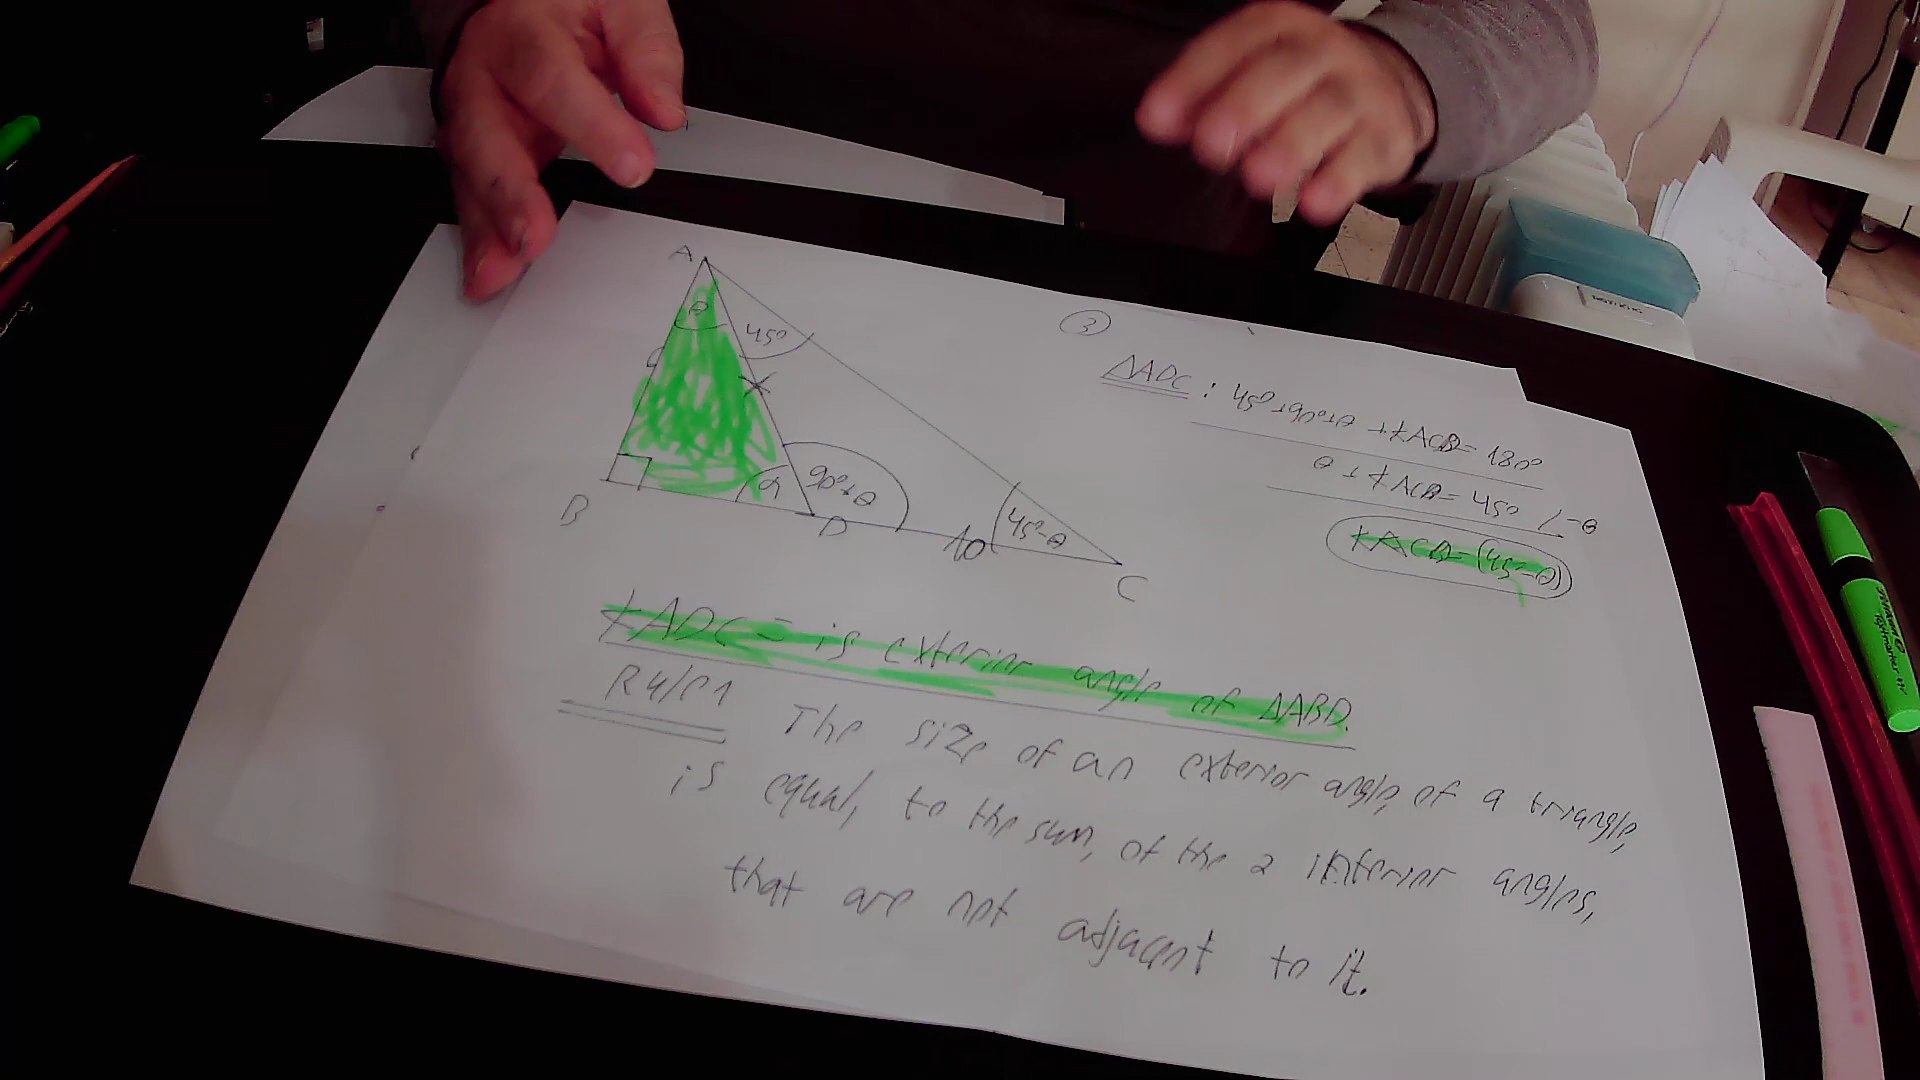 A
θ
45°
③
ΔADC : 45°+90°+θ +∡ACB= 180°
θ+∡ACB= 45° /-θ
∡ACB= (45°-θ)
90°+θ
B
D
10
45°-θ
C
∡ADC = is exterior angle of ΔABD.
R4/C1 The size of an exterior angle, of a triangle,
is equal, to the sum, of the 2 interior angles,
that are not adjacent to it.